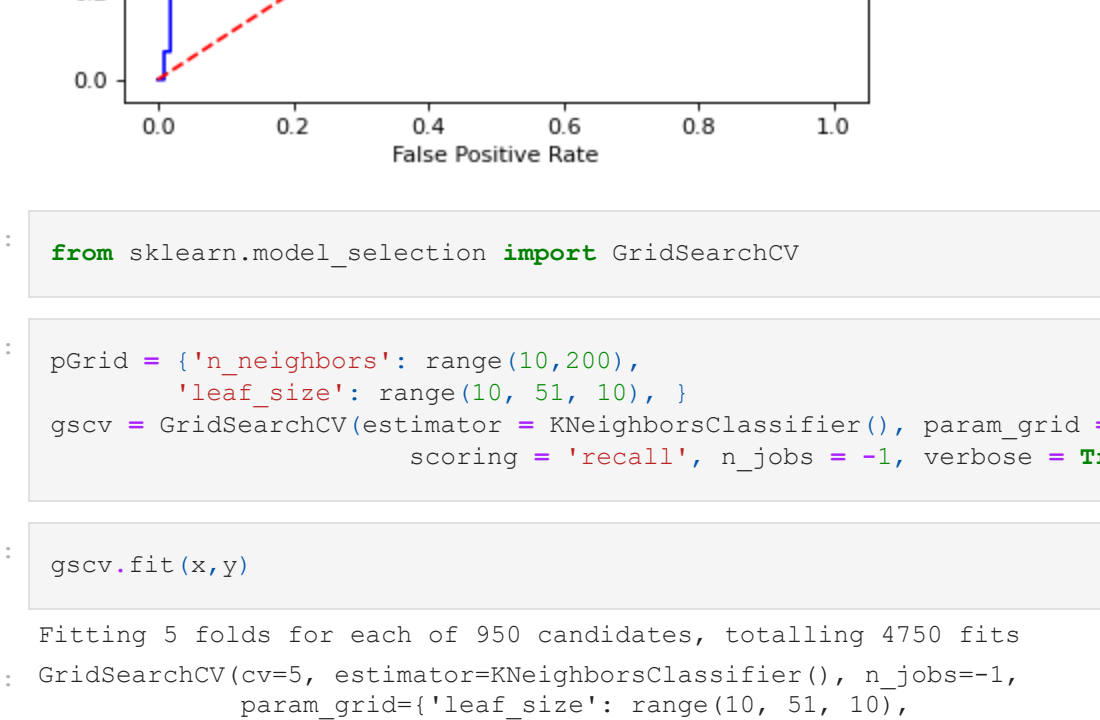 0.0
0.0 0.2 0.4 0.6 0.8 1.0
False Positive Rate
:
from sklearn.model_selection import GridSearchCV
:
pGrid = {'n_neighbors': range(10,200),
'leaf_size': range(10, 51, 10), }
gscv = GridSearchCV(estimator = KNeighborsClassifier(), param_grid =
scoring = 'recall', n_jobs = -1, verbose = Tr
:
gscv.fit(x,y)
Fitting 5 folds for each of 950 candidates, totalling 4750 fits
: GridSearchCV(cv=5, estimator=KNeighborsClassifier(), n_jobs=-1,
param_grid={'leaf_size': range(10, 51, 10),